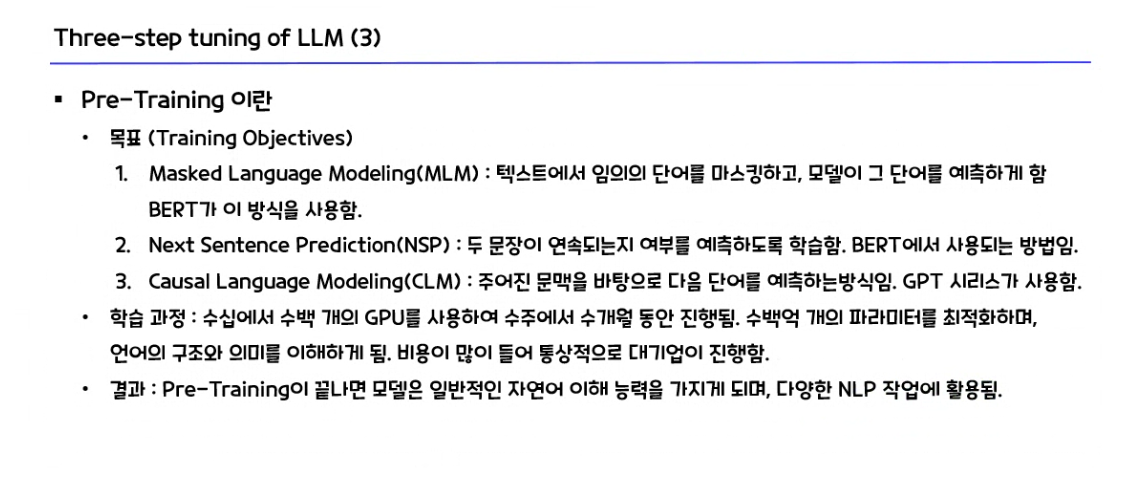 Three-step tuning of LLM (3)
▪ Pre-Training 이란
• 목표 (Training Objectives)
1. Masked Language Modeling(MLM) : 텍스트에서 임의의 단어를 마스킹하고, 모델이 그 단어를 예측하게 함
BERT가 이 방식을 사용함.
2. Next Sentence Prediction(NSP) : 두 문장이 연속되는지 여부를 예측하도록 학습함. BERT에서 사용되는 방법임.
3. Causal Language Modeling(CLM) : 주어진 문맥을 바탕으로 다음 단어를 예측하는방식임. GPT 시리스가 사용함.
• 학습 과정 : 수십에서 수백 개의 GPU를 사용하여 수주에서 수개월 동안 진행됨. 수백억 개의 파라미터를 최적화하며,
언어의 구조와 의미를 이해하게 됨. 비용이 많이 들어 통상적으로 대기업이 진행함.
• 결과 : Pre-Training이 끝나면 모델은 일반적인 자연어 이해 능력을 가지게 되며, 다양한 NLP 작업에 활용됨.